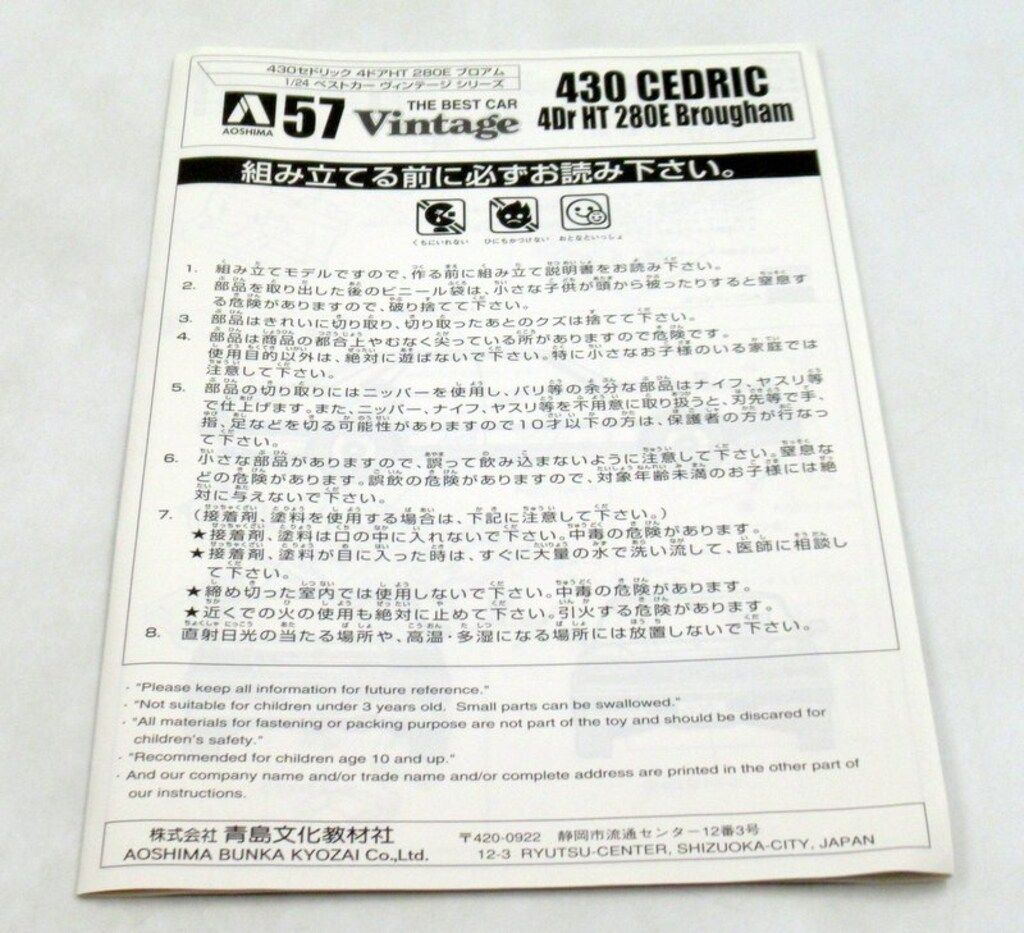 430セドリック 4ドアHT 280E ブロアム
1/24 ベストカー ヴィンテージ シリーズ
AOSHIMA
57
THE BEST CAR
Vintage
430 CEDRIC
4Dr HT 280E Brougham
組み立てる前に必ずお読み下さい。
くちにいれない ひにちかづけない おとなといっしょ
1. 組み立てモデルですので、作る前に組み立て説明書をお読み下さい。
2. 部品を取り出した後のビニール袋は、小さな子供が頭から被ったりすると窒息す
る危険がありますので、破り捨てて下さい。
3. 部品はきれいに切り取り、切り取ったあとのクズは捨てて下さい。
4. 部品は商品の都合上やむなく尖っている所がありますので危険です。
使用目的以外は、絶対に遊ばないで下さい。特に小さなお子様のいる家庭では
注意して下さい。
5. 部品の切り取りにはニッパーを使用し、バリ等の余分な部品はナイフ、ヤスリ等
で仕上げます。また、ニッパー、ナイフ、ヤスリ等を不用意に取り扱うと、刃先等で手、
指、足などを切る可能性がありますので10才以下の方は、保護者の方が行なっ
て下さい。
6. 小さな部品がありますので、誤って飲み込まないように注意して下さい。窒息な
どの危険があります。誤飲の危険がありますので、対象年齢未満のお子様には絶
対に与えないで下さい。
7. (接着剤、塗料を使用する場合は、下記に注意して下さい。)
★接着剤、塗料は口の中に入れないで下さい。中毒の危険があります。
★接着剤、塗料が目に入った時は、すぐに大量の水で洗い流して、医師に相談し
て下さい。
★締め切った室内では使用しないで下さい。中毒の危険があります。
★近くでの火の使用も絶対に止めて下さい。引火する危険があります。
8. 直射日光の当たる場所や、高温・多湿になる場所には放置しないで下さい。
· "Please keep all information for future reference."
· "Not suitable for children under 3 years old. Small parts can be swallowed."
· "All materials for fastening or packing purpose are not part of the toy and should be discared for
children's safety."
· "Recommended for children age 10 and up."
· And our company name and/or trade name and/or complete address are printed in the other part of
our instructions.
株式会社 青島文化教材社
AOSHIMA BUNKA KYOZAI Co.,Ltd.
〒420-0922 静岡市流通センター12番3号
12-3 RYUTSU-CENTER, SHIZUOKA-CITY, JAPAN